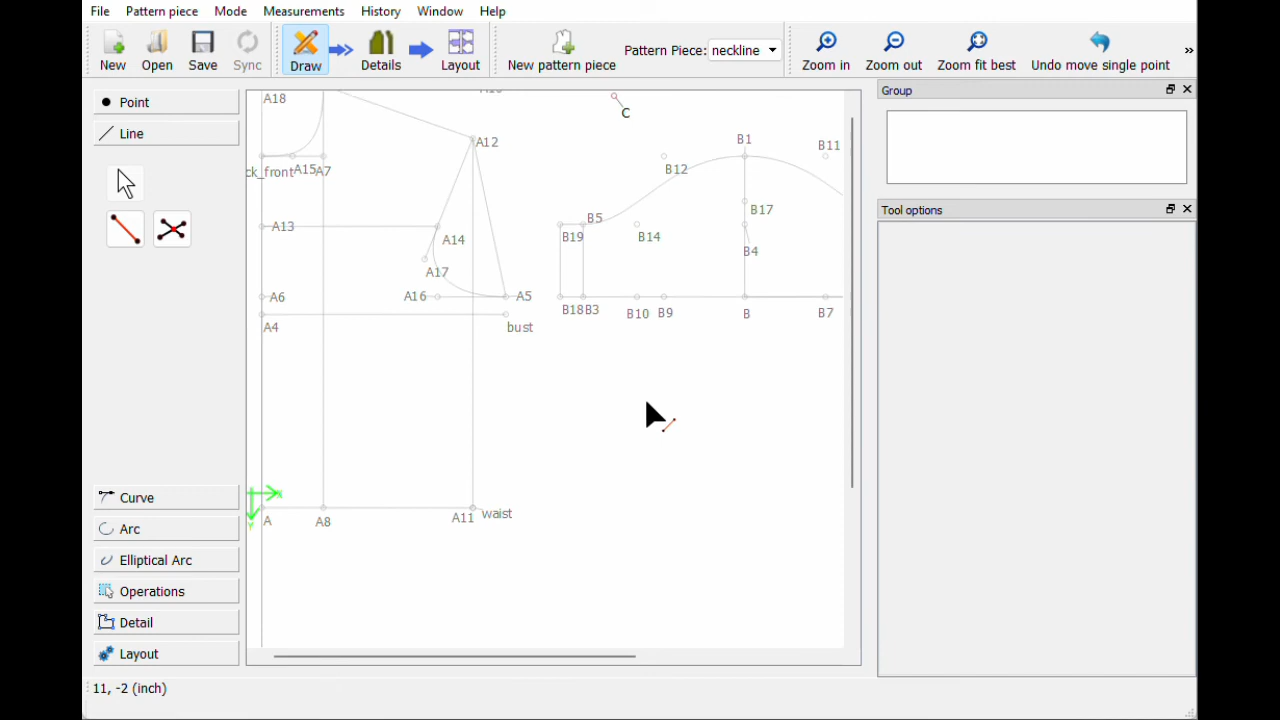 File Pattern piece Mode Measurements History Window Help
New Open Save Sync Draw Details Layout New pattern piece Pattern Piece: neckline Zoom in Zoom out Zoom fit best Undo move single point »
Point
Line
Curve
Arc
Elliptical Arc
Operations
Detail
Layout
A18
A12
C
B1
B11
ck_front A15 A7
B12
A13
B5
B17
A14
B19
B14
B4
A17
A6
A16
A5
B18 B3 B10 B9 B B7
A4
bust
A
A8
A11
waist
Group
Tool options
11, -2 (inch)